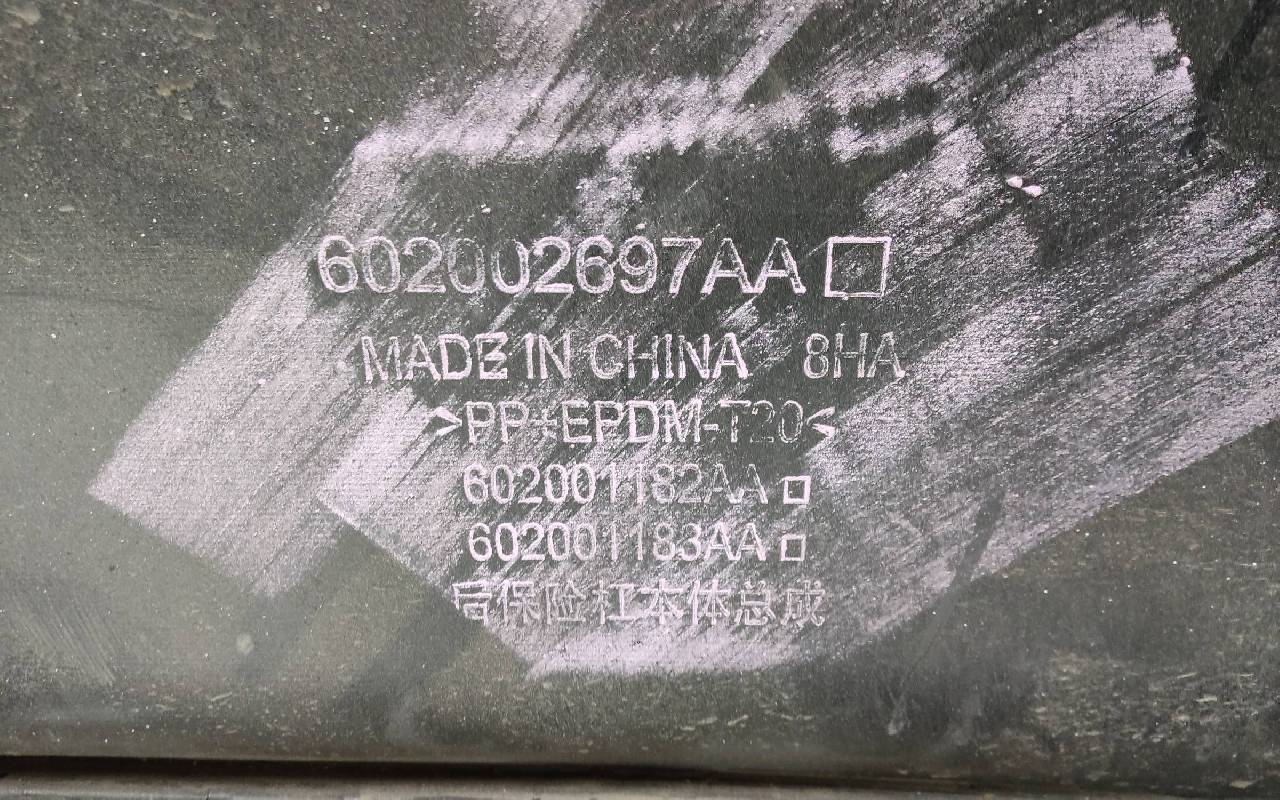 602002697AA □
MADE IN CHINA 8HA
>PP+EPDM-T20<
602001182AA □
602001183AA □
后保险杠本体总成